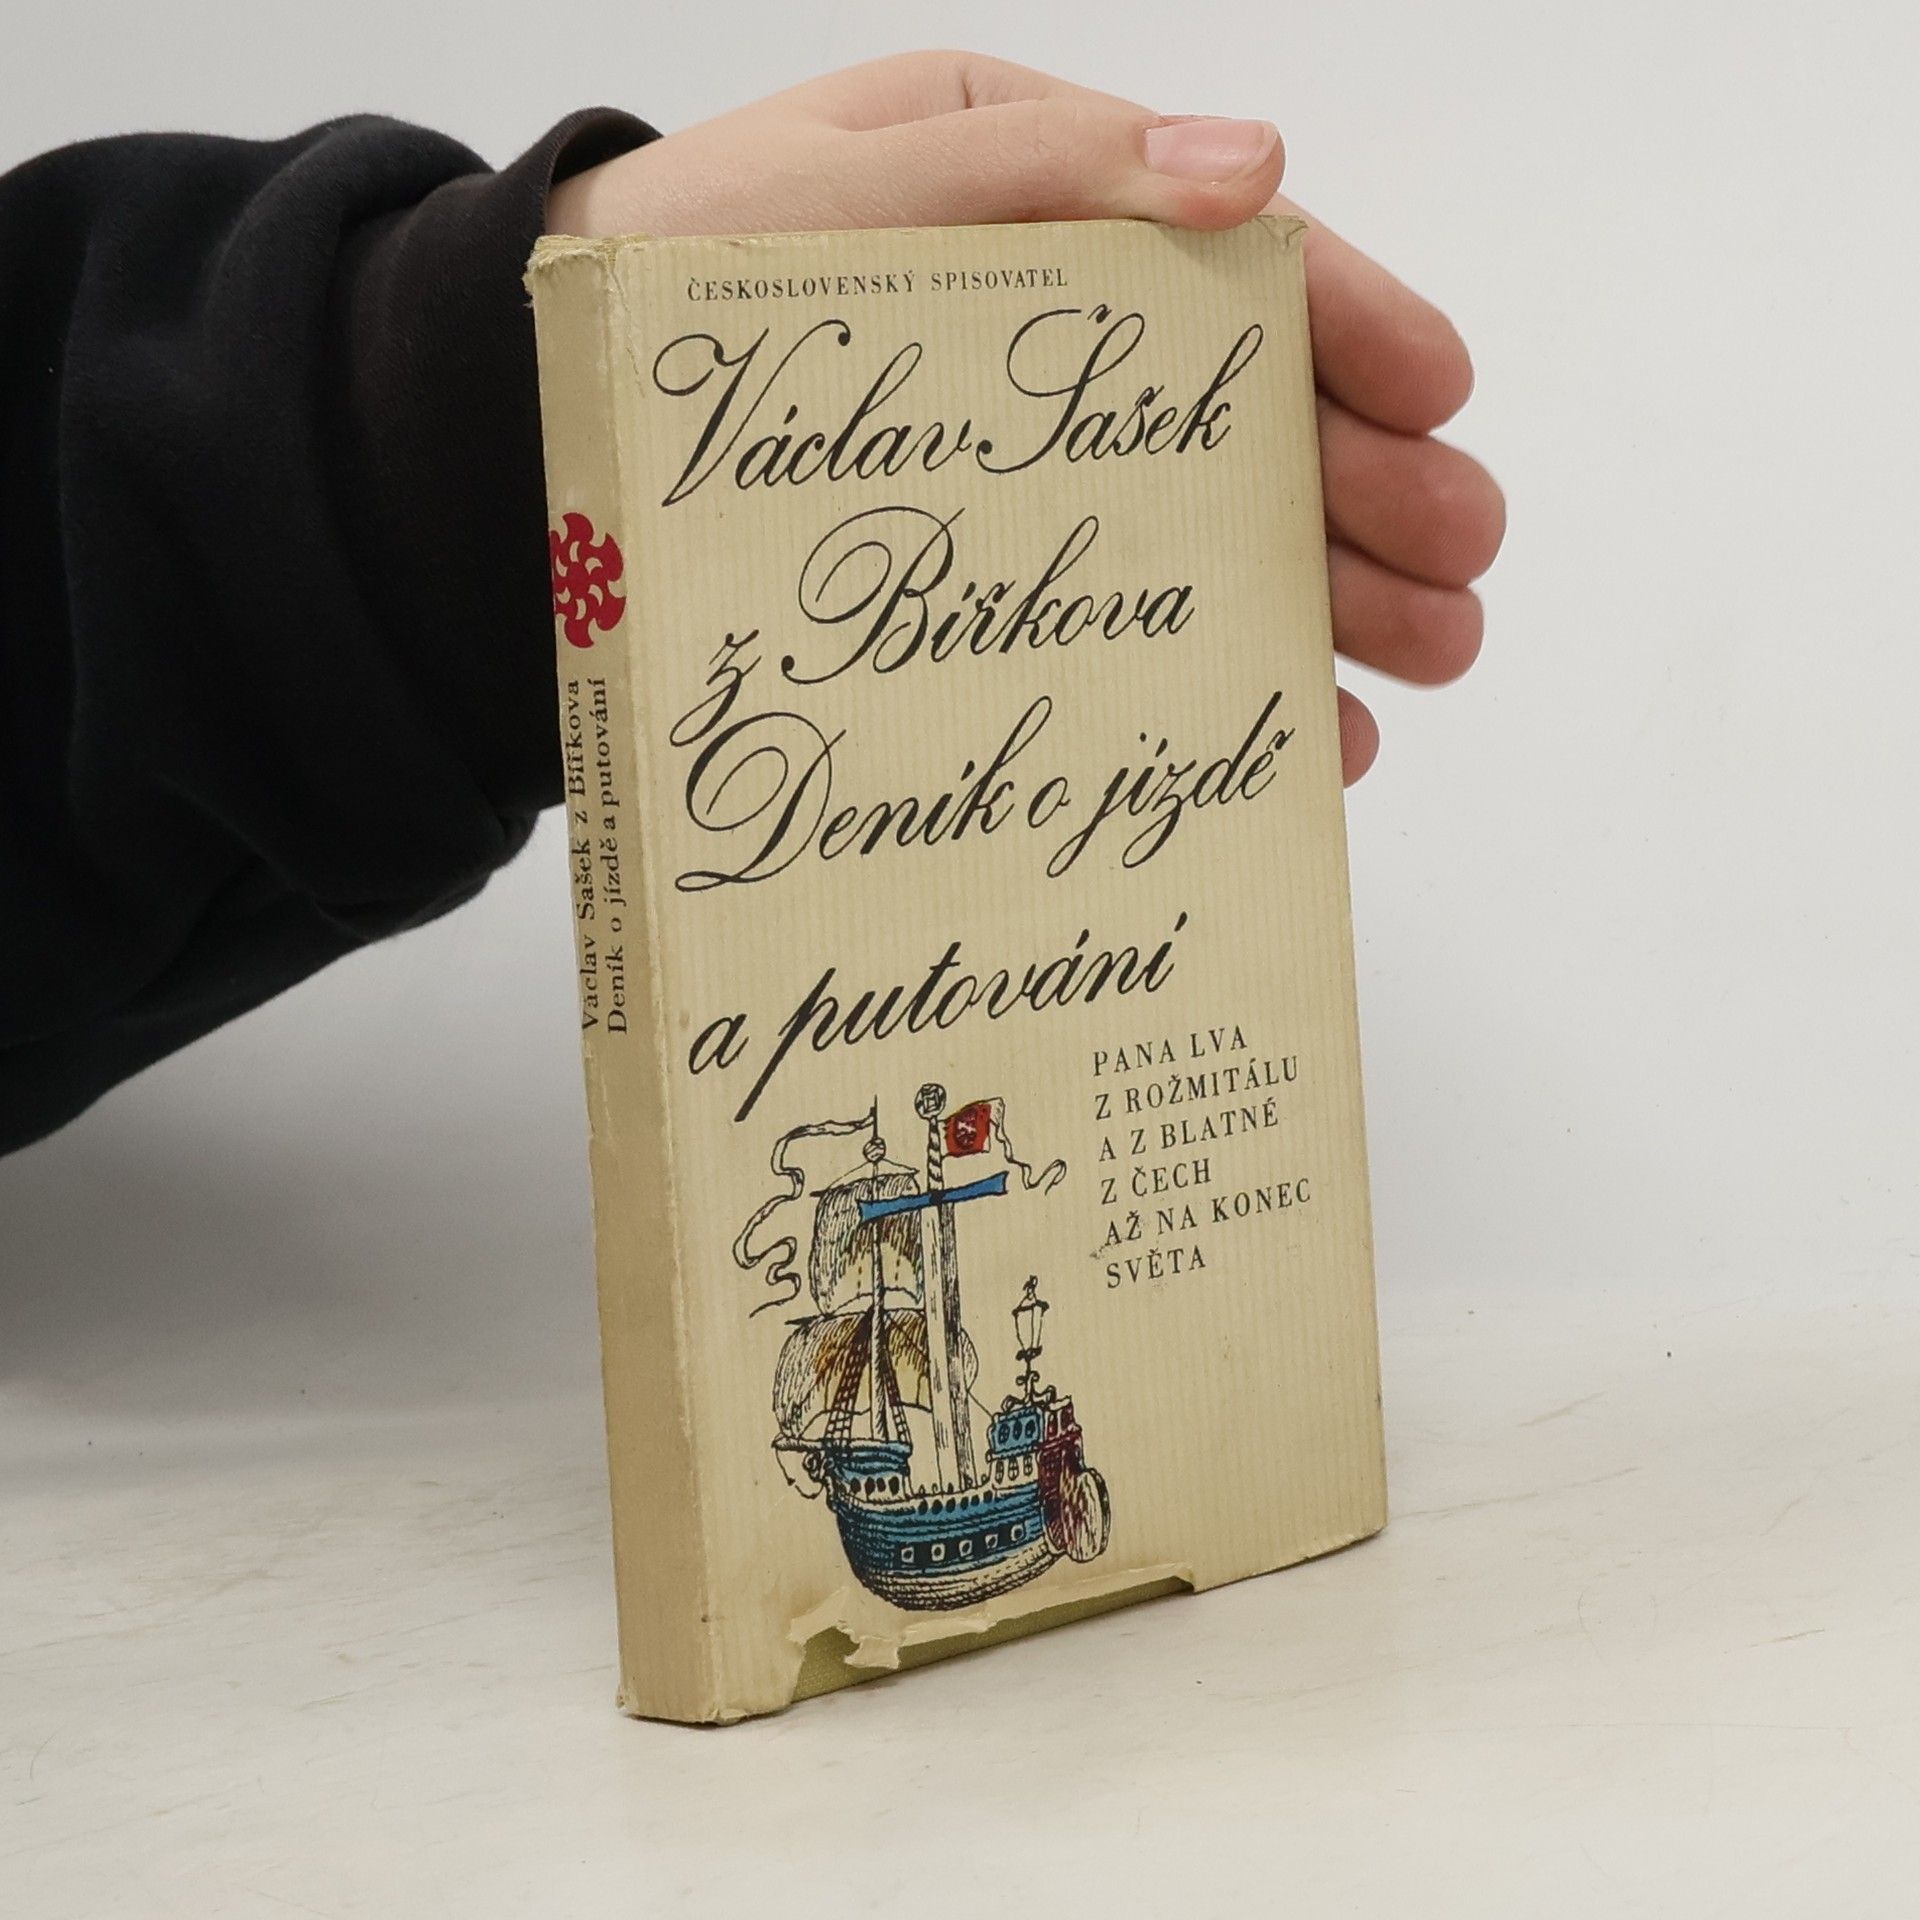 ČESKOSLOVENSKÝ SPISOVATEL
Václav Šašek
z Bířkova
Deník o jízdě
a putování
PANA LVA
Z ROŽMITÁLU
A Z BLATNÉ
Z ČECH
AŽ NA KONEC
SVĚTA
Václav Šašek z Bířkova
Deník o jízdě a putování